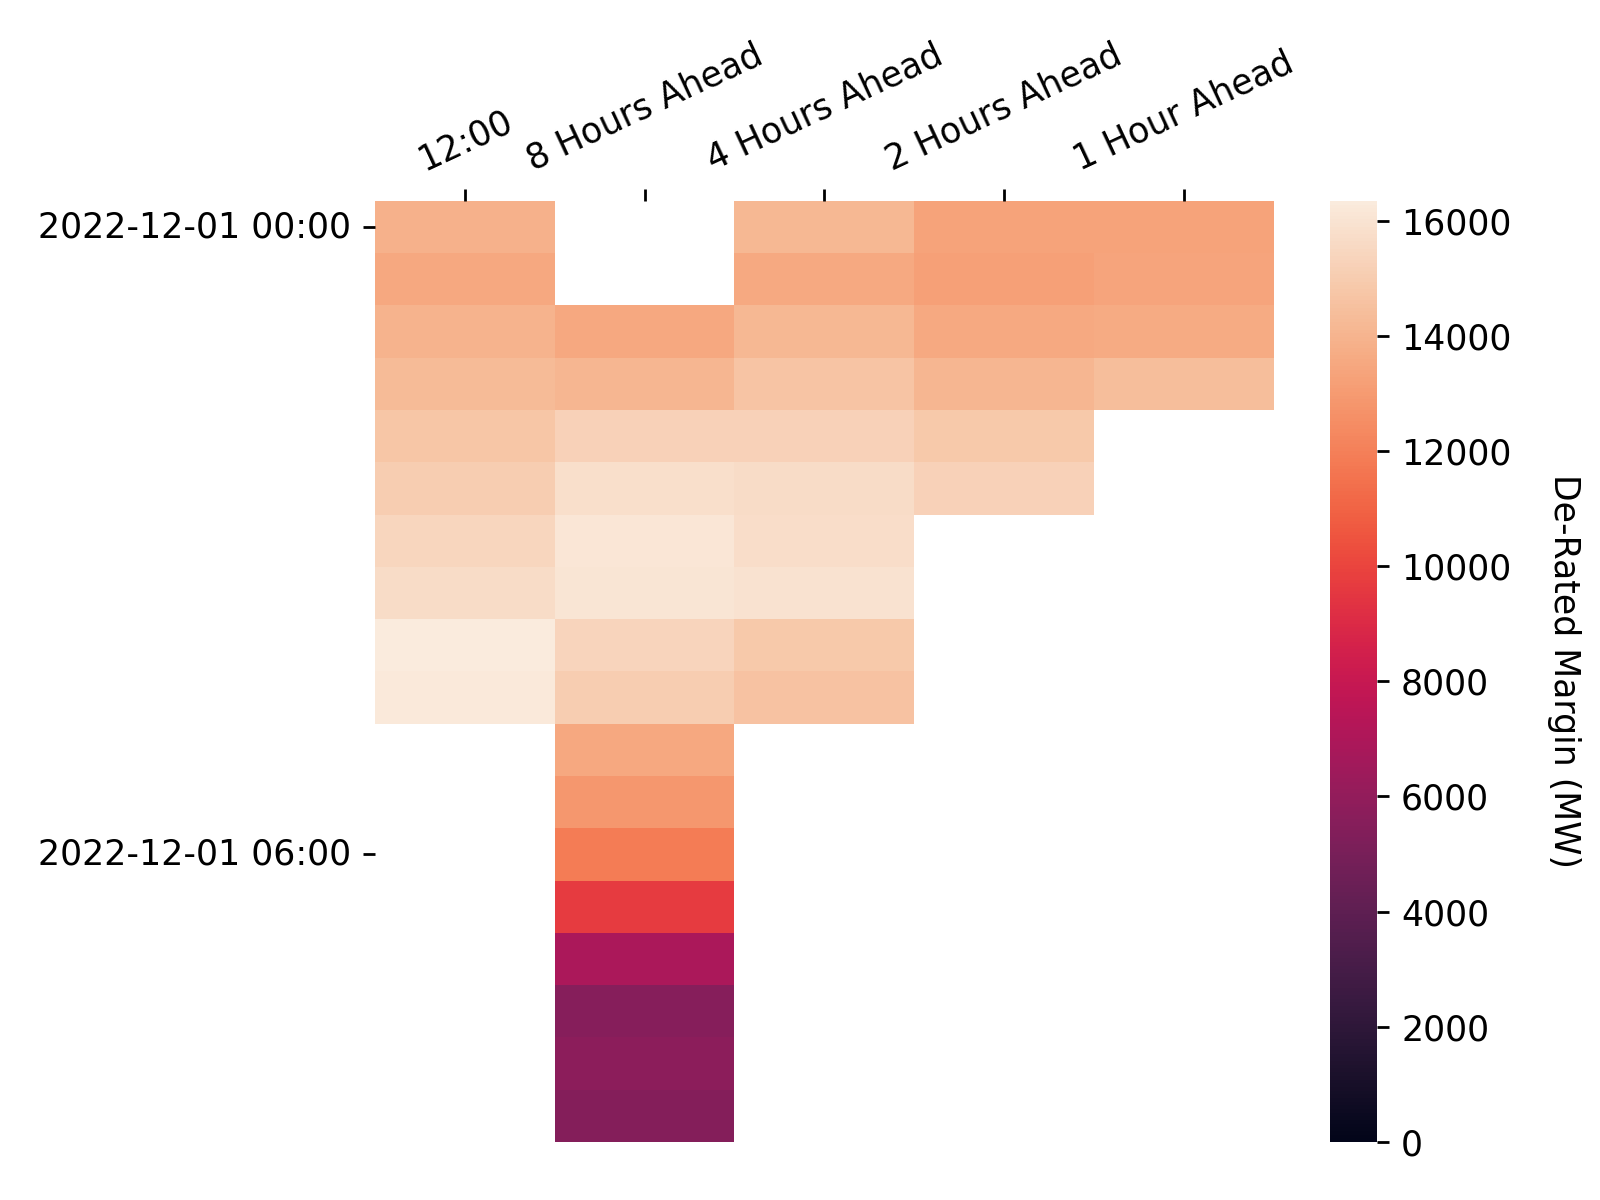 12:00
8 Hours Ahead
4 Hours Ahead
2 Hours Ahead
1 Hour Ahead
2022-12-01 00:00
2022-12-01 06:00
16000
14000
12000
10000
8000
6000
4000
2000
0
De-Rated Margin (MW)